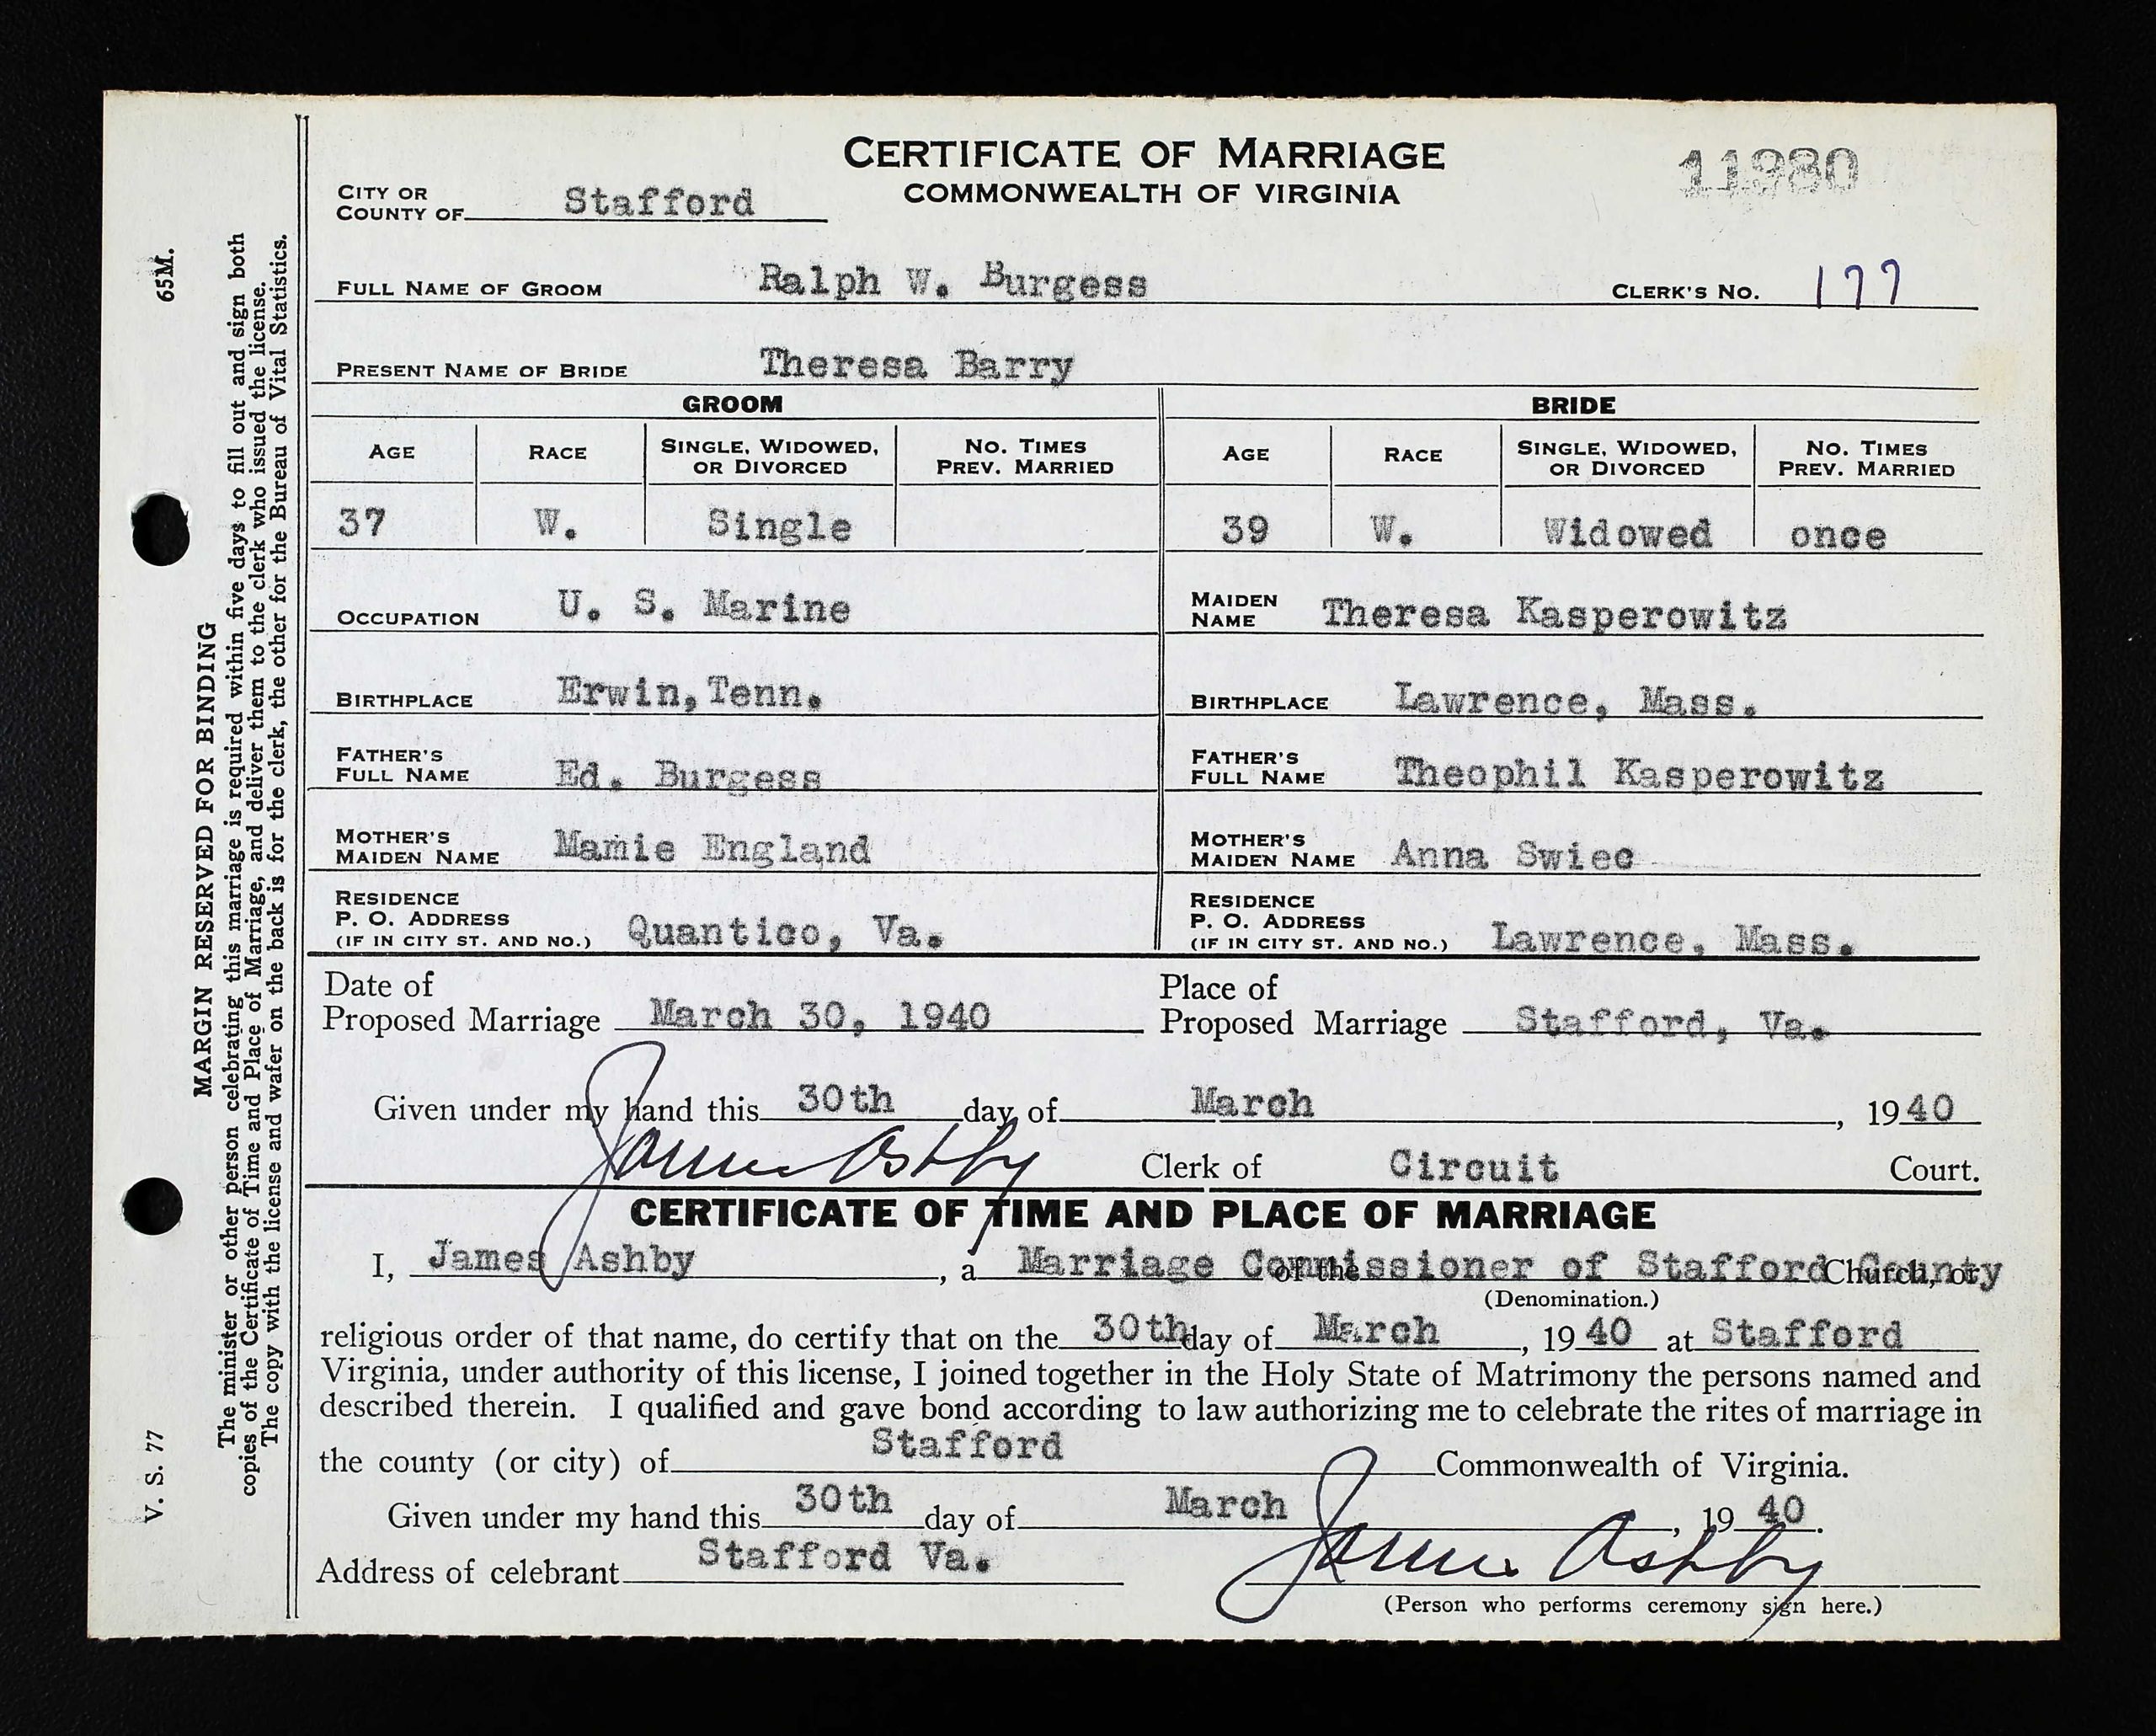 CERTIFICATE OF MARRIAGE
COMMONWEALTH OF VIRGINIA
11980
CITY OR
COUNTY OF Stafford
FULL NAME OF GROOM Ralph W. Burgess CLERK'S NO. 177
PRESENT NAME OF BRIDE Theresa Barry
GROOM BRIDE
AGE RACE SINGLE, WIDOWED, OR DIVORCED NO. TIMES PREV. MARRIED AGE RACE SINGLE, WIDOWED, OR DIVORCED NO. TIMES PREV. MARRIED
37 W. Single 39 W. Widowed once
OCCUPATION U. S. Marine MAIDEN NAME Theresa Kasperowitz
BIRTHPLACE Erwin, Tenn. BIRTHPLACE Lawrence, Mass.
FATHER'S FULL NAME Ed. Burgess FATHER'S FULL NAME Theophil Kasperowitz
MOTHER'S MAIDEN NAME Mamie England MOTHER'S MAIDEN NAME Anna Swiec
RESIDENCE P. O. ADDRESS (IF IN CITY ST. AND NO.) Quantico, Va. RESIDENCE P. O. ADDRESS (IF IN CITY ST. AND NO.) Lawrence, Mass.
Date of Proposed Marriage March 30, 1940 Place of Proposed Marriage Stafford, Va.
Given under my hand this 30th day of March, 1940
James Ashby Clerk of Circuit Court.
CERTIFICATE OF TIME AND PLACE OF MARRIAGE
I, James Ashby, a Marriage Commissioner of Stafford County of the Church, or
(Denomination.)
religious order of that name, do certify that on the 30th day of March, 1940 at Stafford
Virginia, under authority of this license, I joined together in the Holy State of Matrimony the persons named and
described therein. I qualified and gave bond according to law authorizing me to celebrate the rites of marriage in
the county (or city) of Stafford Commonwealth of Virginia.
Given under my hand this 30th day of March, 1940.
Address of celebrant Stafford Va. James Ashby
(Person who performs ceremony sign here.)
65M.
MARGIN RESERVED FOR BINDING
The minister or other person celebrating this marriage is required within five days to fill out and sign both
copies of the Certificate of Time and Place of Marriage, and deliver them to the clerk who issued the license.
The copy with the license and wafer on the back is for the clerk, the other for the Bureau of Vital Statistics.
V. S. 77